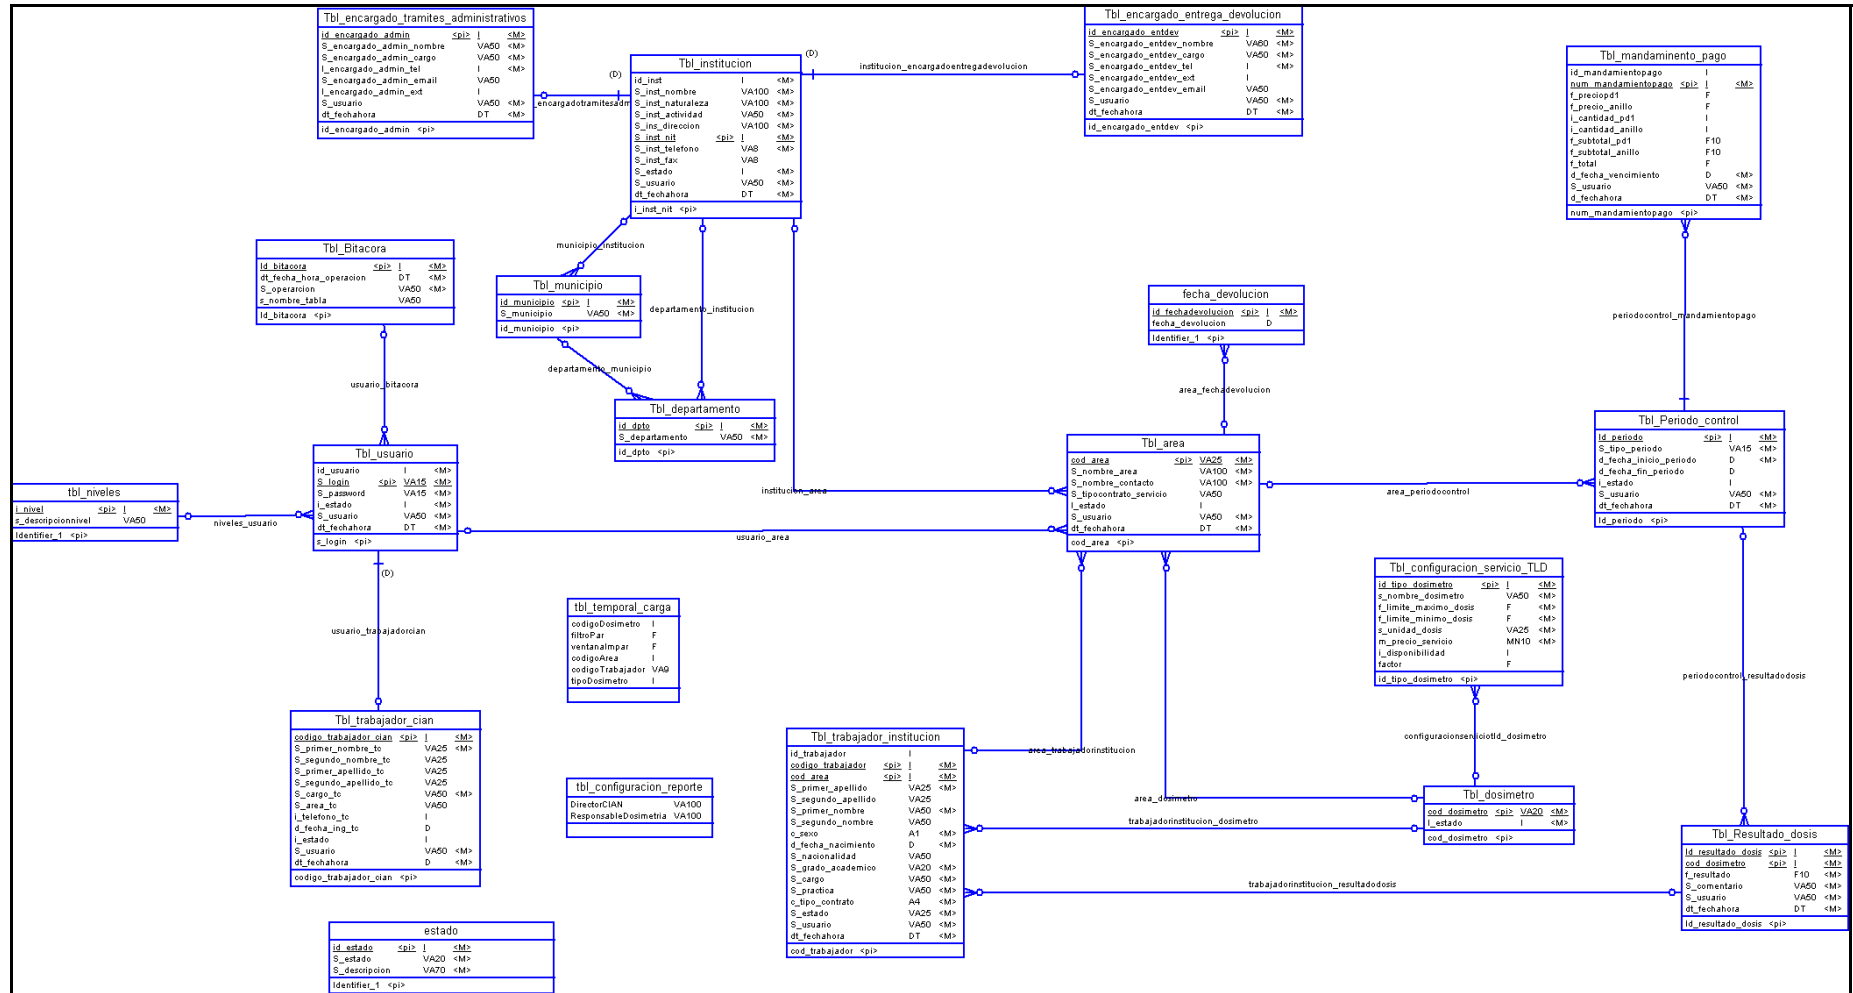 Tbl_encargado_tramites_administrativos
id_encargado_admin <pi> I <M>
S_encargado_admin_nombre VA50 <M>
S_encargado_admin_cargo VA50 <M>
I_encargado_admin_tel I <M>
S_encargado_admin_email VA50
I_encargado_admin_ext I
S_usuario VA50 <M>
dt_fechahora DT <M>
id_encargado_admin <pi>
(D)
_encargadotramitesadm
(D)
Tbl_institucion
id_inst I <M>
S_inst_nombre VA100 <M>
S_inst_naturaleza VA100 <M>
S_inst_actividad VA50 <M>
S_ins_direccion VA100 <M>
S_inst_nit <pi> I <M>
S_inst_telefono VA8 <M>
S_inst_fax VA8
S_estado I <M>
S_usuario VA50 <M>
dt_fechahora DT <M>
i_inst_nit <pi>
institucion_encargadoentregadevolucion
Tbl_encargado_entrega_devolucion
id_encargado_entdev <pi> I <M>
S_encargado_entdev_nombre VA60 <M>
S_encargado_entdev_cargo VA50 <M>
S_encargado_entdev_tel I <M>
S_encargado_entdev_ext I
S_encargado_entdev_email VA50
S_usuario VA50 <M>
dt_fechahora DT <M>
id_encargado_entdev <pi>
Tbl_mandaminento_pago
id_mandamientopago I
num_mandamientopago <pi> I <M>
f_preciopd1 F
f_precio_anillo F
i_cantidad_pd1 I
i_cantidad_anillo I
f_subtotal_pd1 F10
f_subtotal_anillo F10
f_total F
d_fecha_vencimiento D <M>
S_usuario VA50 <M>
d_fechahora DT <M>
num_mandamientopago <pi>
Tbl_Bitacora
Id_bitacora <pi> I <M>
dt_fecha_hora_operacion DT <M>
S_operarcion VA50 <M>
s_nombre_tabla VA50
Id_bitacora <pi>
municipio_institucion
Tbl_municipio
id_municipio <pi> I <M>
S_municipio VA50 <M>
id_municipio <pi>
departamento_institucion
fecha_devolucion
id_fechadevolucion <pi> I <M>
fecha_devolucion D
Identifier_1 <pi>
periodocontrol_mandamientopago
departamento_municipio
usuario_bitacora
area_fechadevolucion
Tbl_departamento
id_dpto <pi> I <M>
S_departamento VA50 <M>
id_dpto <pi>
Tbl_usuario
id_usuario I <M>
S_login <pi> VA15 <M>
S_password VA15 <M>
i_estado I <M>
S_usuario VA50 <M>
dt_fechahora DT <M>
s_login <pi>
(D)
tbl_niveles
i_nivel <pi> I <M>
s_descripcionnivel VA50
Identifier_1 <pi>
niveles_usuario
institucion_area
usuario_area
Tbl_area
cod_area <pi> VA25 <M>
S_nombre_area VA100 <M>
S_nombre_contacto VA100 <M>
S_tipocontrato_servicio VA50
I_estado I
S_usuario VA50 <M>
dt_fechahora DT <M>
cod_area <pi>
area_periodocontrol
Tbl_Periodo_control
Id_periodo <pi> I <M>
S_tipo_periodo VA15 <M>
d_fecha_inicio_periodo D <M>
d_fecha_fin_periodo D
i_estado I
S_usuario VA50 <M>
dt_fechahora DT <M>
Id_periodo <pi>
Tbl_configuracion_servicio_TLD
id_tipo_dosimetro <pi> I <M>
s_nombre_dosimetro VA50 <M>
f_limite_maximo_dosis F <M>
f_limite_minimo_dosis F <M>
s_unidad_dosis VA25 <M>
m_precio_servicio MN10 <M>
i_disponibilidad I
factor F
id_tipo_dosimetro <pi>
tbl_temporal_carga
codigoDosimetro I
filtroPar F
ventanaImpar F
codigoArea I
codigoTrabajador VA9
tipoDosimetro I
usuario_trabajadorcian
periodocontrol_resultadodosis
Tbl_trabajador_cian
codigo_trabajador_cian <pi> I <M>
S_primer_nombre_tc VA25 <M>
S_segundo_nombre_tc VA25
S_primer_apellido_tc VA25
S_segundo_apellido_tc VA25
S_cargo_tc VA50 <M>
S_area_tc VA50
i_telefono_tc I
d_fecha_ing_tc D
i_estado I
S_usuario VA50 <M>
dt_fechahora D <M>
codigo_trabajador_cian <pi>
tbl_configuracion_reporte
DirectorCIAN VA100
ResponsableDosimetria VA100
Tbl_trabajador_institucion
id_trabajador I
codigo_trabajador <pi> I <M>
cod_area <pi> I <M>
S_primer_apellido VA25 <M>
S_segundo_apellido VA25
S_primer_nombre VA50 <M>
S_segundo_nombre VA50
c_sexo A1 <M>
d_fecha_nacimiento D <M>
S_nacionalidad VA50
S_grado_academico VA20 <M>
S_cargo VA50 <M>
S_practica VA50 <M>
c_tipo_contrato A4 <M>
S_estado VA25 <M>
S_usuario VA50 <M>
dt_fechahora DT <M>
cod_trabajador <pi>
area_trabajadorinstitucion
configuracionserviciotld_dosimetro
area_dosimetro
trabajadorinstitucion_dosimetro
Tbl_dosimetro
cod_dosimetro <pi> VA20 <M>
I_estado I <M>
cod_dosimetro <pi>
trabajadorinstitucion_resultadodosis
Tbl_Resultado_dosis
Id_resultado_dosis <pi> I <M>
cod_dosimetro <pi> I <M>
f_resultado F10 <M>
S_comentario VA50 <M>
S_usuario VA50 <M>
dt_fechahora DT <M>
Id_resultado_dosis <pi>
estado
id_estado <pi> I <M>
S_estado VA20 <M>
S_descripcion VA70 <M>
Identifier_1 <pi>